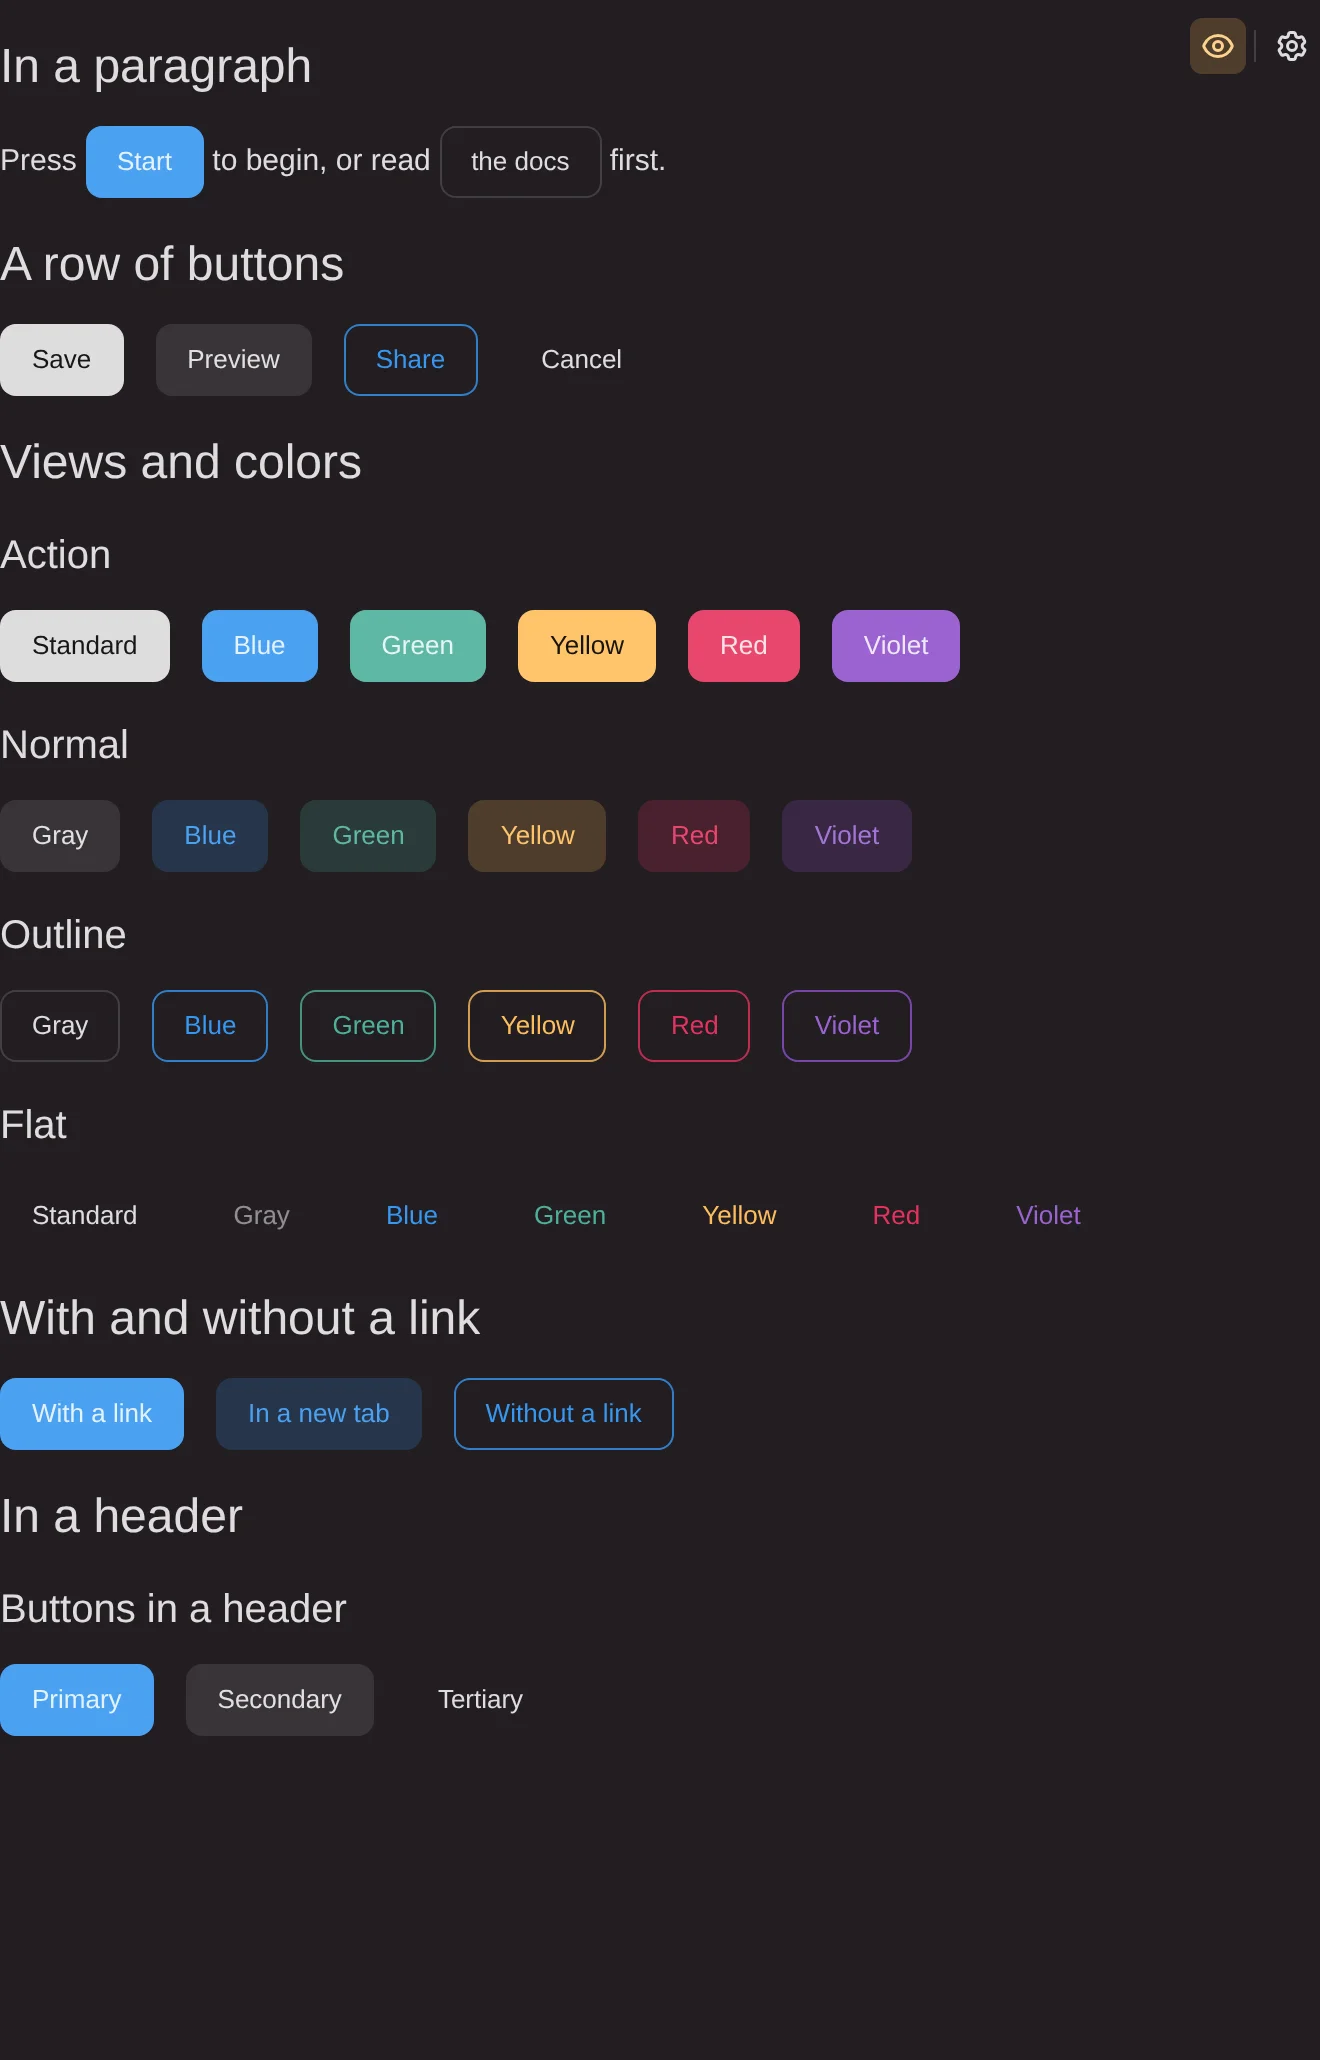 In a paragraph
Press Start to begin, or read the docs first.
A row of buttons
Save Preview Share Cancel
Views and colors
Action
Standard Blue Green Yellow Red Violet
Normal
Gray Blue Green Yellow Red Violet
Outline
Gray Blue Green Yellow Red Violet
Flat
Standard Gray Blue Green Yellow Red Violet
With and without a link
With a link In a new tab Without a link
In a header
Buttons in a header
Primary Secondary Tertiary